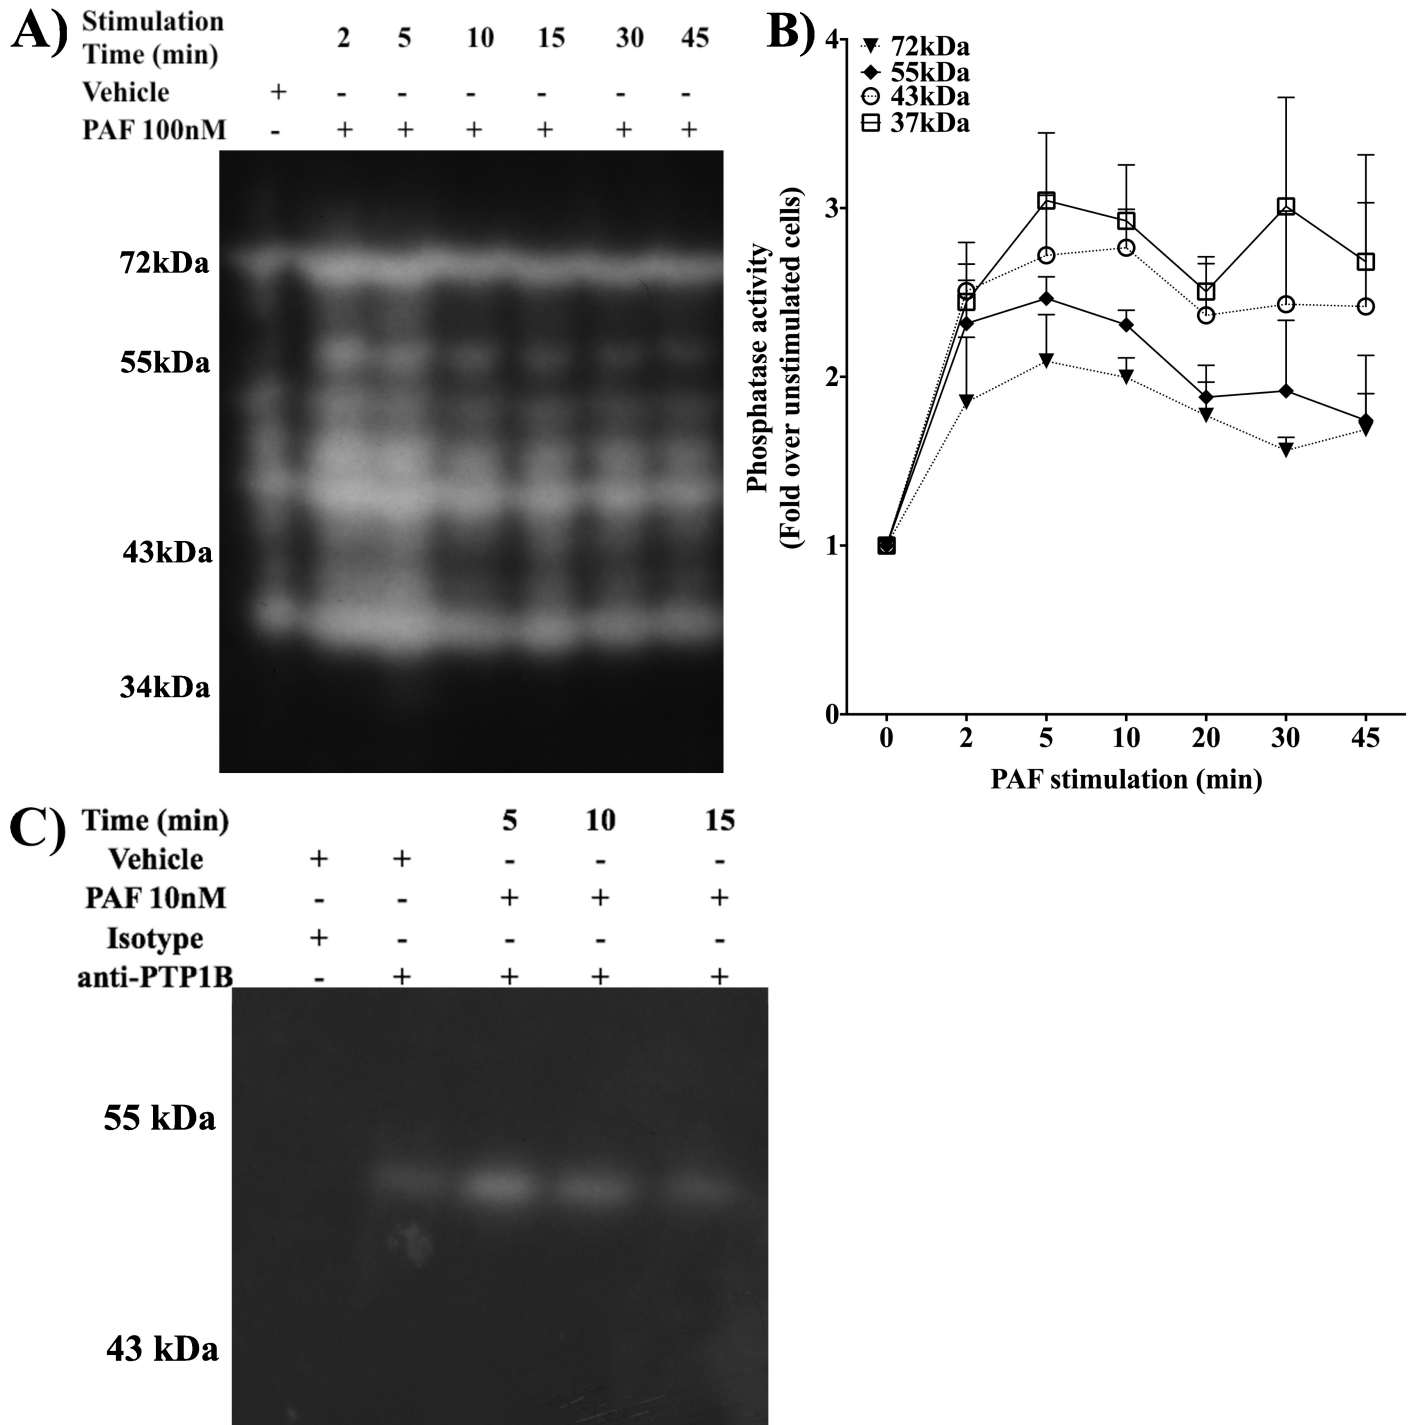 A)
Stimulation
Time (min) 2 5 10 15 30 45
Vehicle + - - - - - -
PAF 100nM - + + + + + +
72kDa
55kDa
43kDa
34kDa
B)
72kDa
55kDa
43kDa
37kDa
4
3
2
1
0
Phosphatase activity
(Fold over unstimulated cells)
0 2 5 10 20 30 45
PAF stimulation (min)
C)
Time (min) 5 10 15
Vehicle + + - - -
PAF 10nM - - + + +
Isotype + - - - -
anti-PTP1B - + + + +
55 kDa
43 kDa